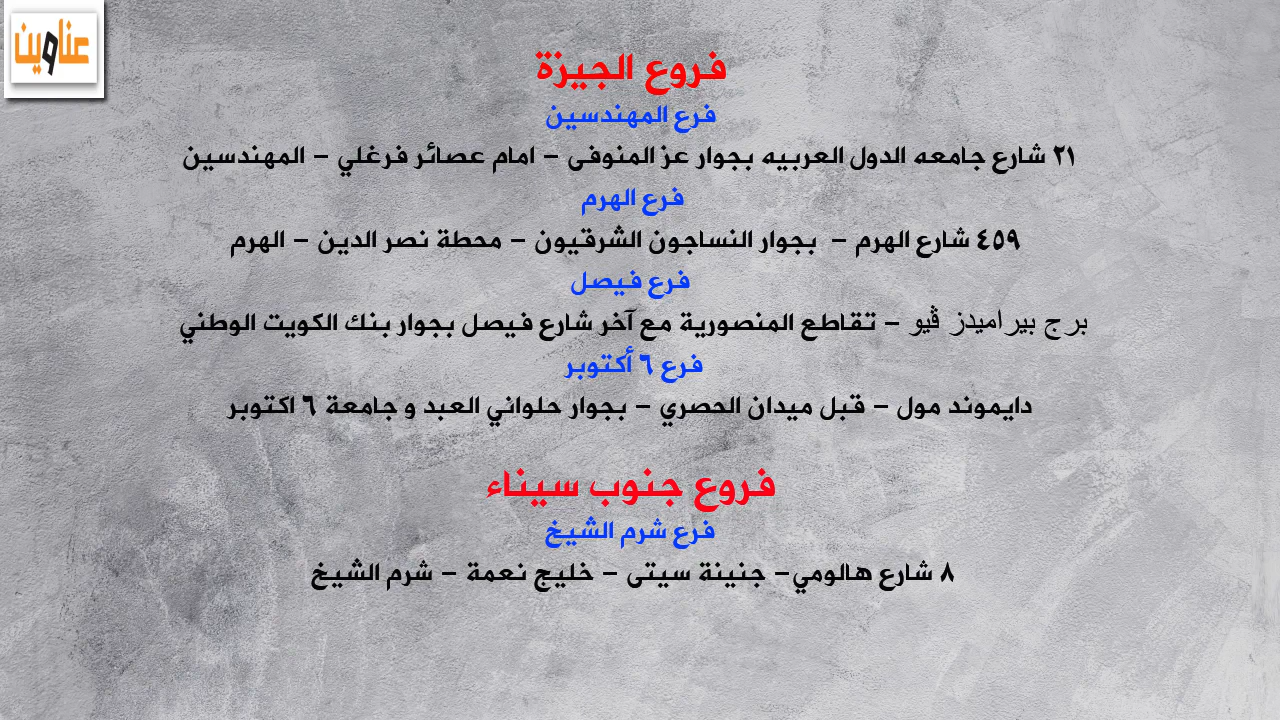 عناوين
فروع الجيزة
فرع المهندسين
٢١ شارع جامعه الدول العربيه بجوار عز المنوفى – امام عصائر فرغلي – المهندسين
فرع الهرم
٤٥٩ شارع الهرم – بجوار النساجون الشرقيون – محطة نصر الدين – الهرم
فرع فيصل
برج بيراميدز ڤيو – تقاطع المنصورية مع آخر شارع فيصل بجوار بنك الكويت الوطني
فرع ٦ أكتوبر
دايموند مول – قبل ميدان الحصري – بجوار حلواني العبد و جامعة ٦ اكتوبر
فروع جنوب سيناء
فرع شرم الشيخ
٨ شارع هالومي– جنينة سيتى – خليج نعمة – شرم الشيخ